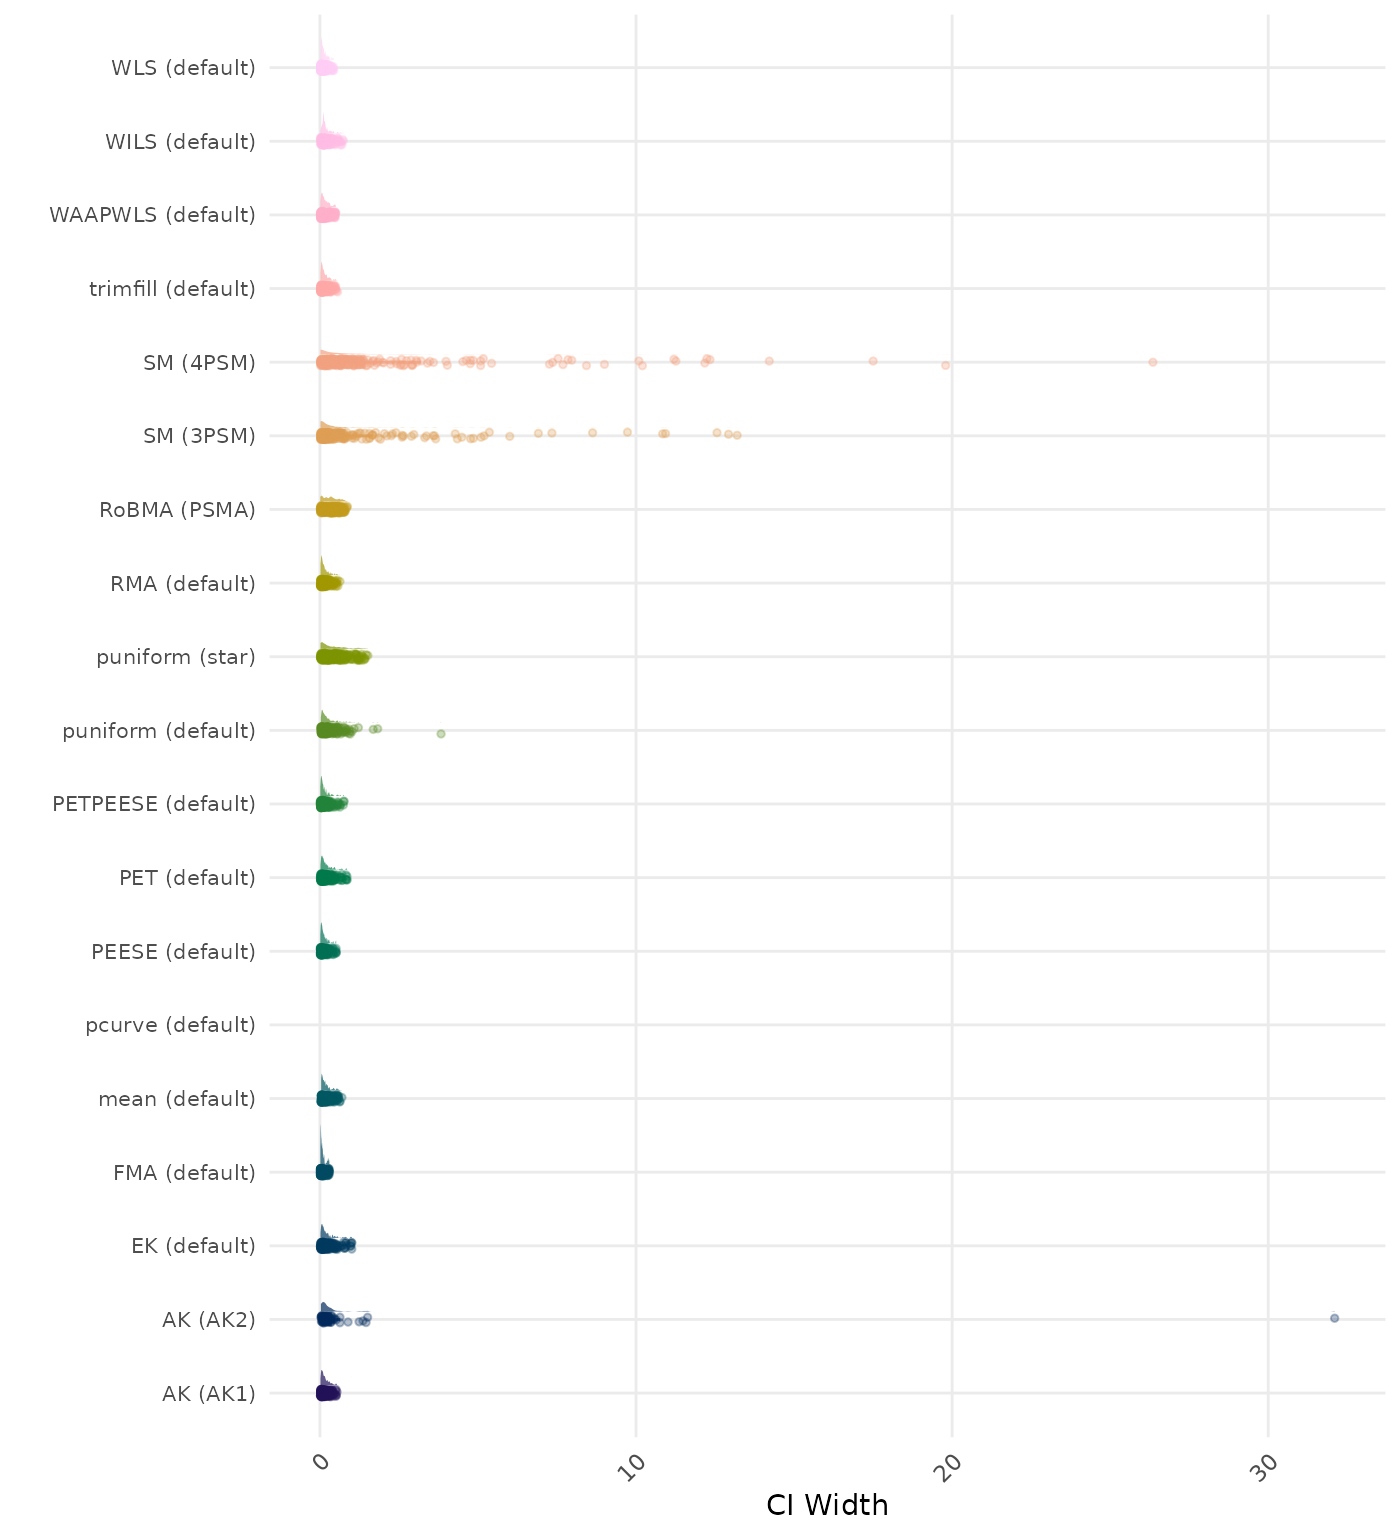 WLS (default)
WILS (default)
WAAPWLS (default)
trimfill (default)
SM (4PSM)
SM (3PSM)
RoBMA (PSMA)
RMA (default)
puniform (star)
puniform (default)
PETPEESE (default)
PET (default)
PEESE (default)
pcurve (default)
mean (default)
FMA (default)
EK (default)
AK (AK2)
AK (AK1)
0 10 20 30
CI Width